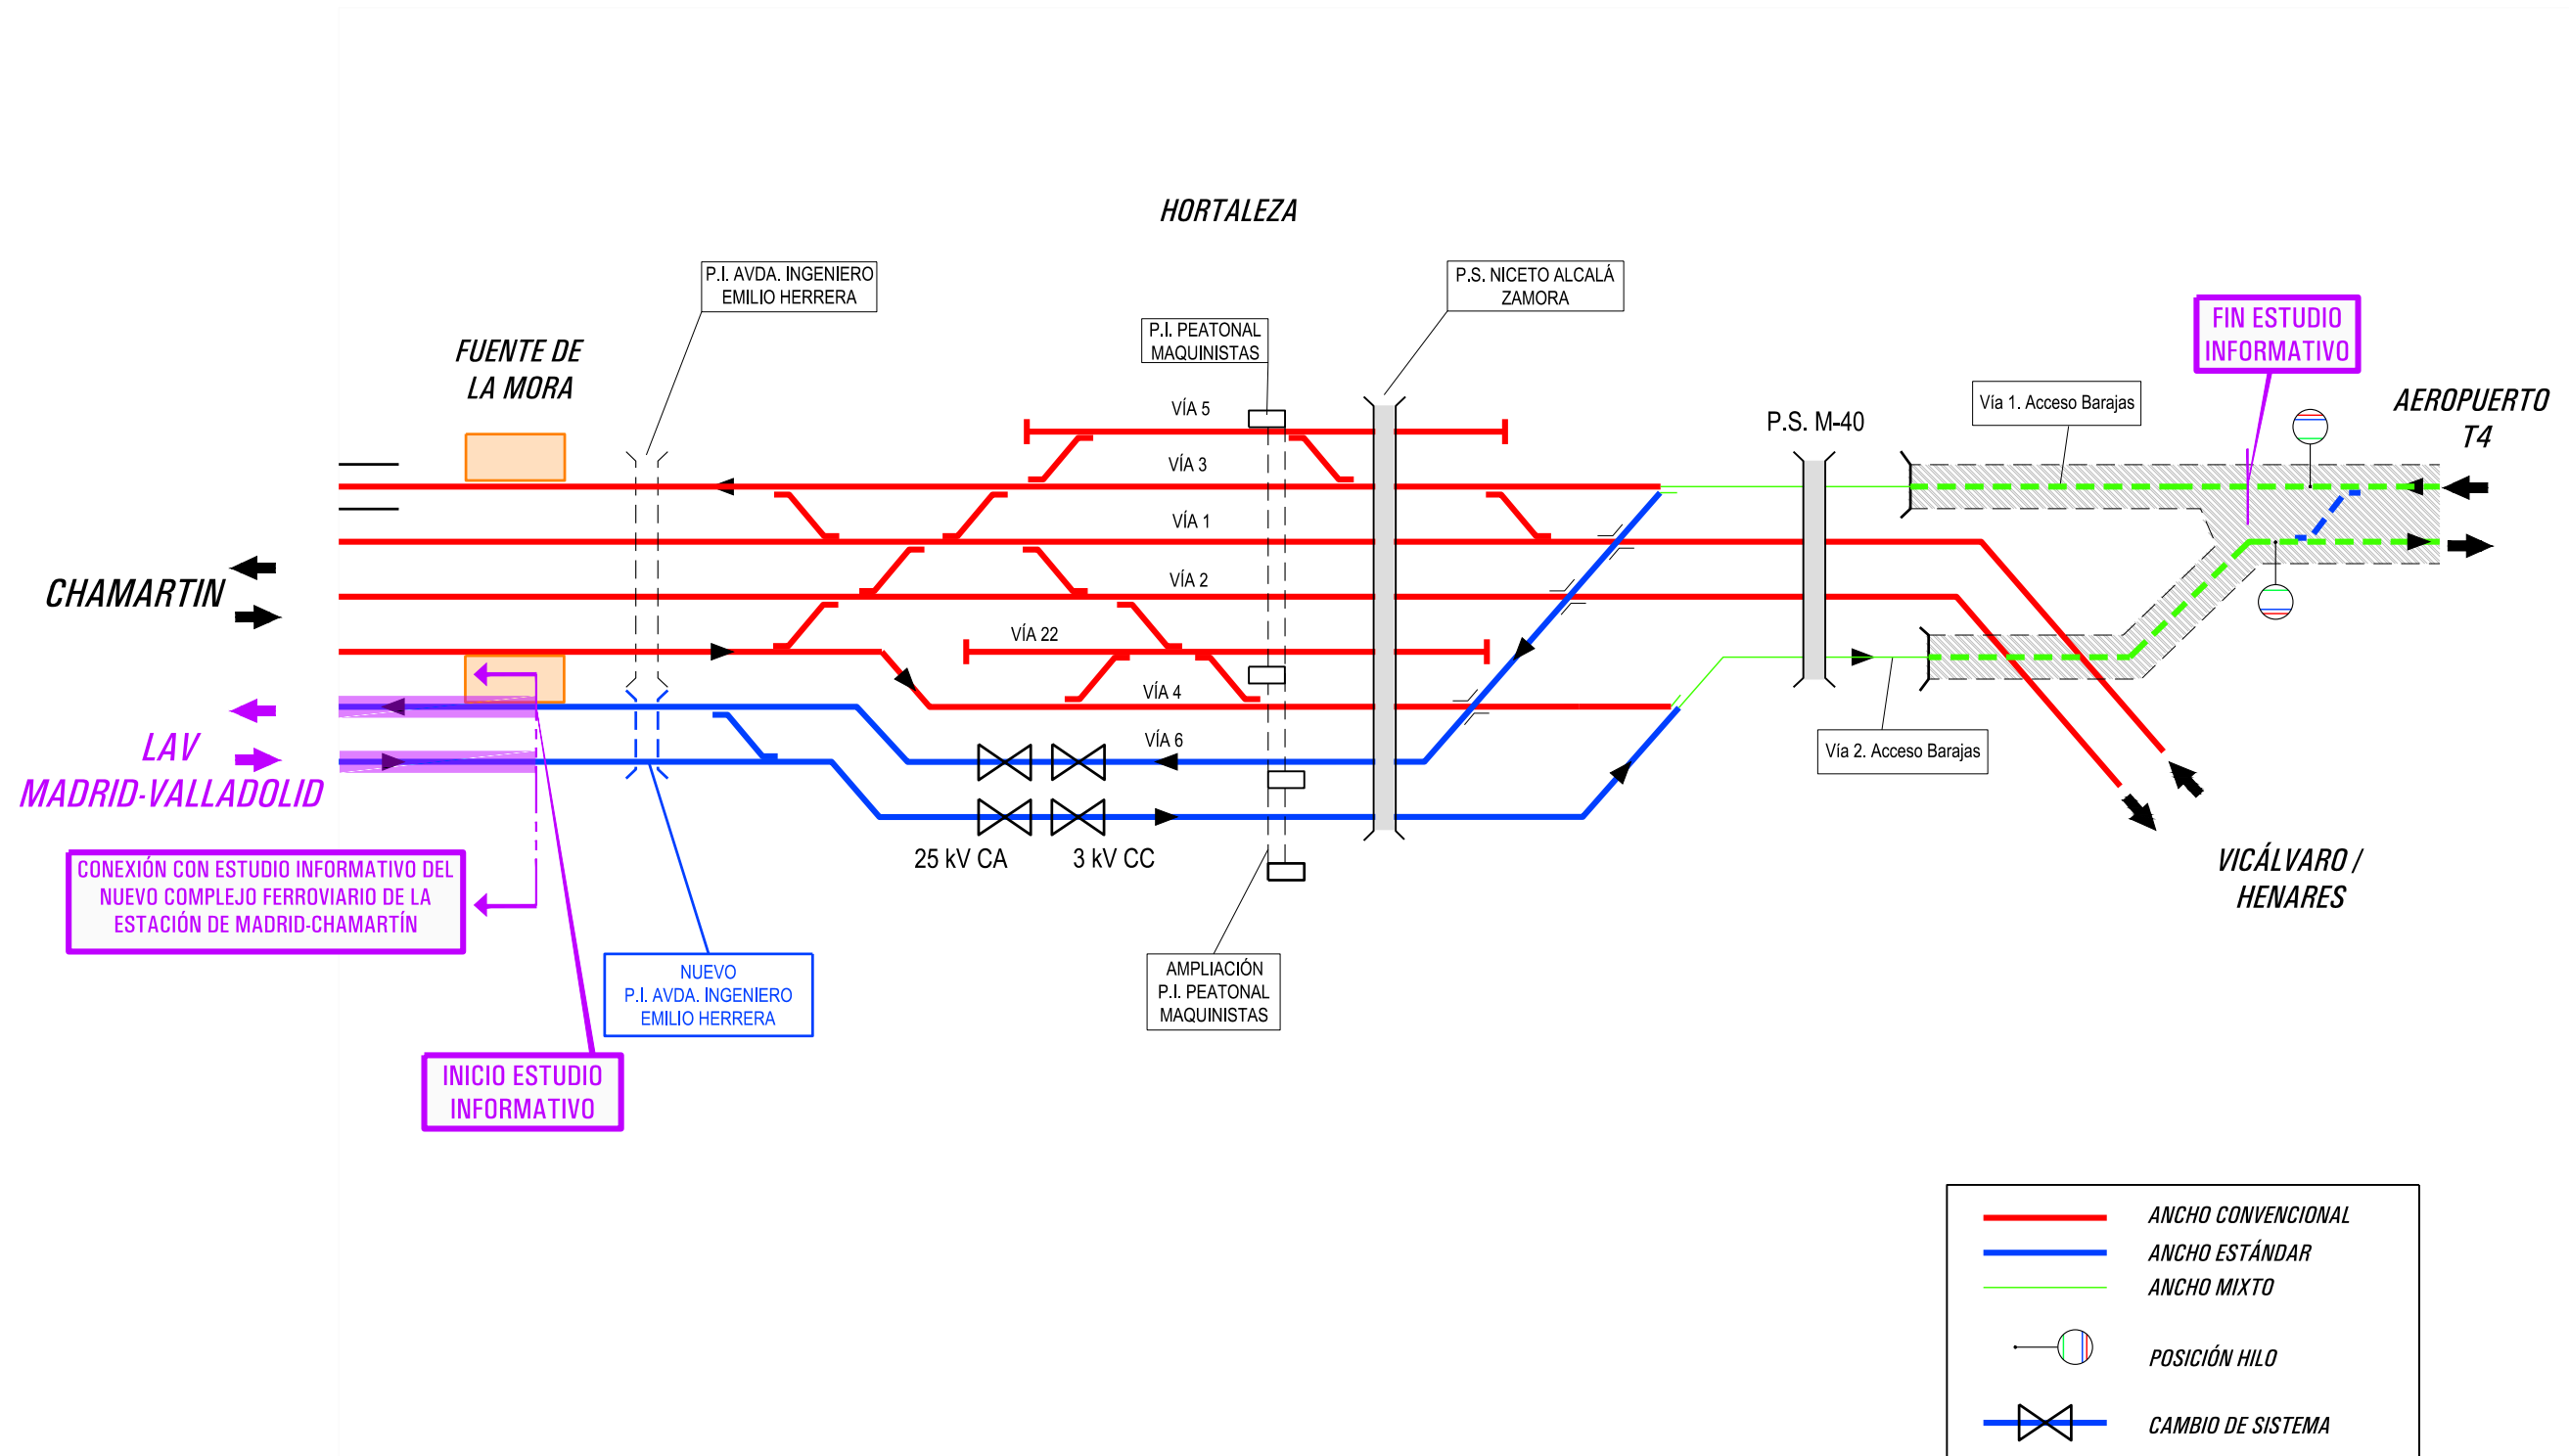 HORTALEZA
P.I. AVDA. INGENIERO
EMILIO HERRERA
P.S. NICETO ALCALÁ
ZAMORA
FIN ESTUDIO
INFORMATIVO
P.I. PEATONAL
MAQUINISTAS
FUENTE DE
LA MORA
Vía 1. Acceso Barajas
AEROPUERTO
T4
VÍA 5
P.S. M-40
VÍA 3
VÍA 1
VÍA 2
CHAMARTIN
VÍA 22
VÍA 4
VÍA 6
LAV
MADRID-VALLADOLID
Vía 2. Acceso Barajas
25 kV CA
3 kV CC
VICÁLVARO /
HENARES
CONEXIÓN CON ESTUDIO INFORMATIVO DEL
NUEVO COMPLEJO FERROVIARIO DE LA
ESTACIÓN DE MADRID-CHAMARTÍN
NUEVO
P.I. AVDA. INGENIERO
EMILIO HERRERA
AMPLIACIÓN
P.I. PEATONAL
MAQUINISTAS
INICIO ESTUDIO
INFORMATIVO
ANCHO CONVENCIONAL
ANCHO ESTÁNDAR
ANCHO MIXTO
POSICIÓN HILO
CAMBIO DE SISTEMA